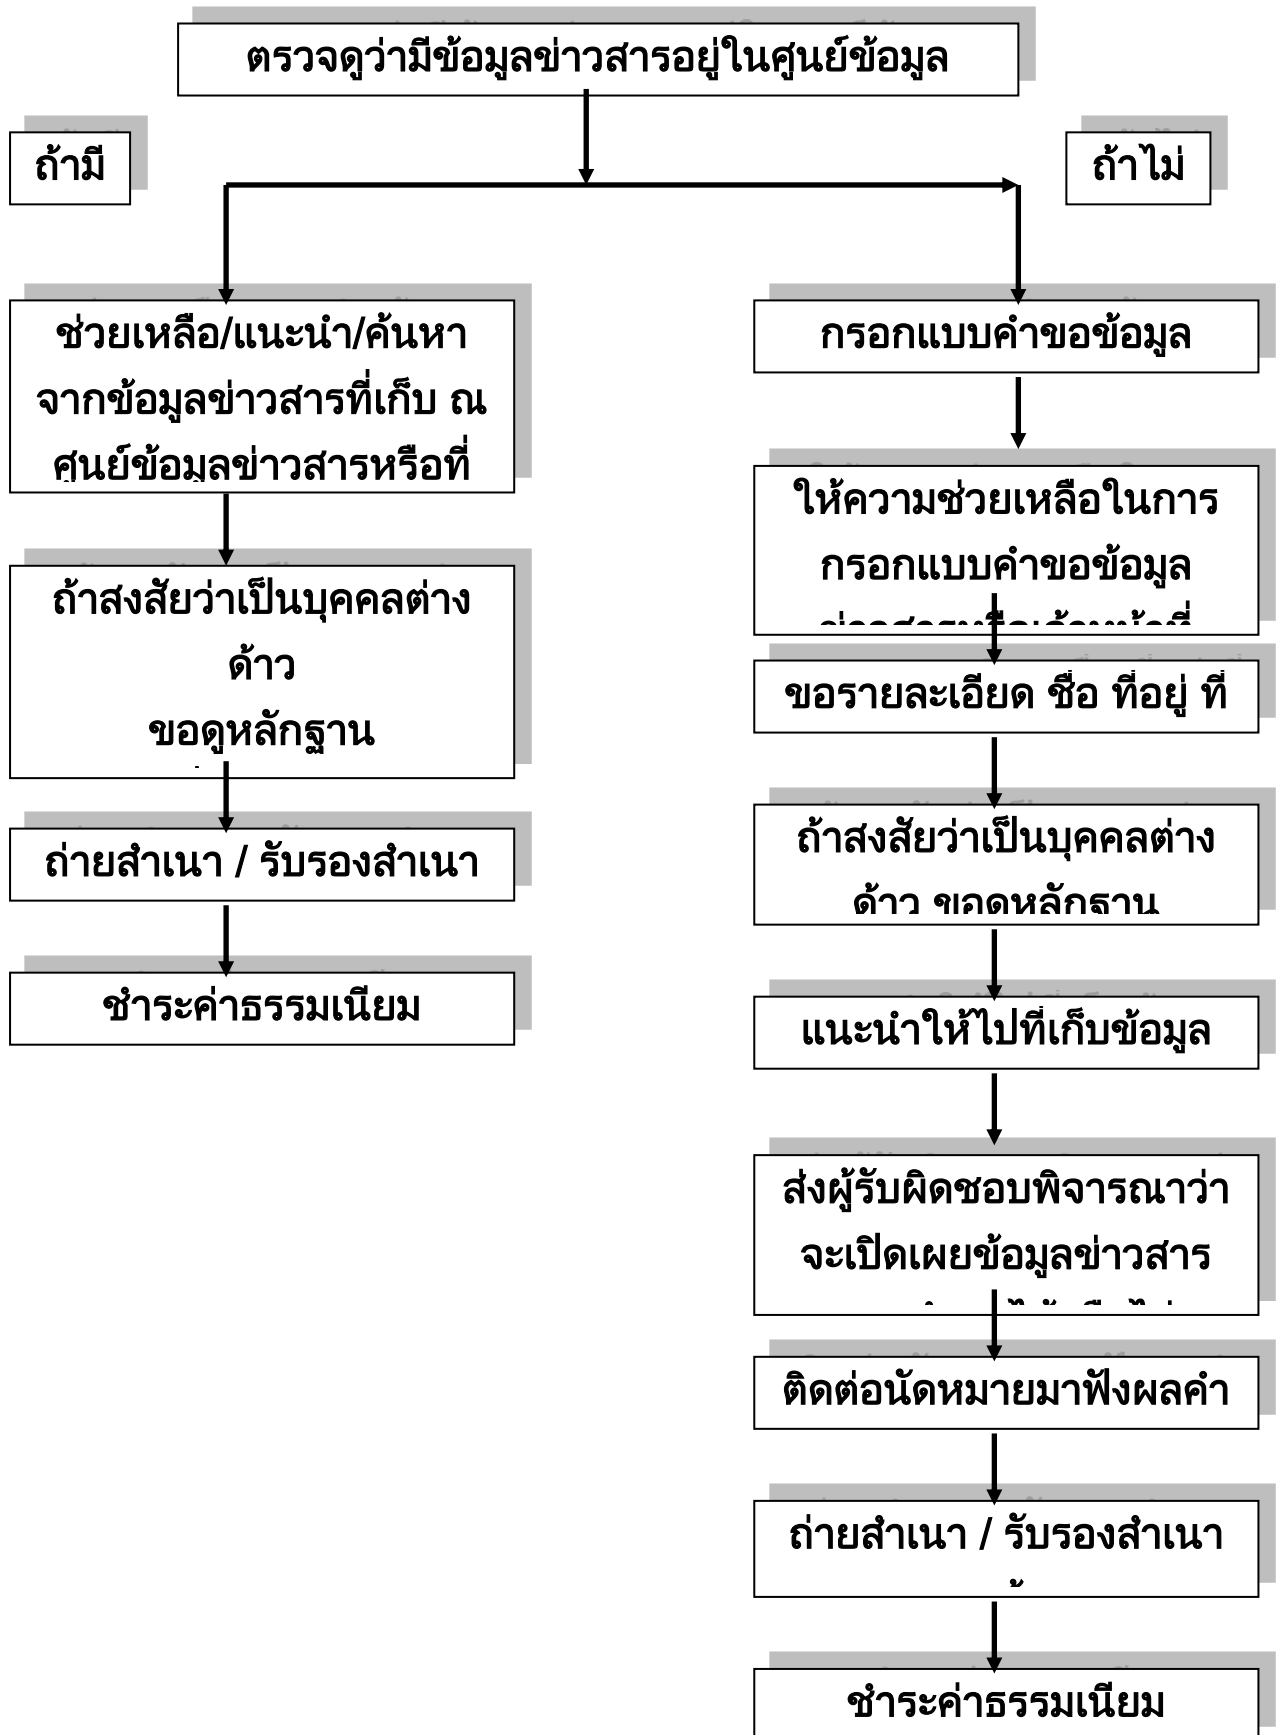 ตรวจดูว่ามีข้อมูลข่าวสารอยู่ในศูนย์ข้อมูล
ถ้ามี
ถ้าไม่
ช่วยเหลือ/แนะนำ/ค้นหา
จากข้อมูลข่าวสารที่เก็บ ณ
ศูนย์ข้อมูลข่าวสารหรือที่
ถ้าสงสัยว่าเป็นบุคคลต่าง
ด้าว
ขอดูหลักฐาน
ถ่ายสำเนา / รับรองสำเนา
ชำระค่าธรรมเนียม
กรอกแบบคำขอข้อมูล
ให้ความช่วยเหลือในการ
กรอกแบบคำขอข้อมูล
ขอรายละเอียด ชื่อ ที่อยู่ ที่
ถ้าสงสัยว่าเป็นบุคคลต่าง
ด้าว ขอดูหลักฐาน
แนะนำให้ไปที่เก็บข้อมูล
ส่งผู้รับผิดชอบพิจารณาว่า
จะเปิดเผยข้อมูลข่าวสาร
ติดต่อนัดหมายมาฟังผลคำ
ถ่ายสำเนา / รับรองสำเนา
ชำระค่าธรรมเนียม